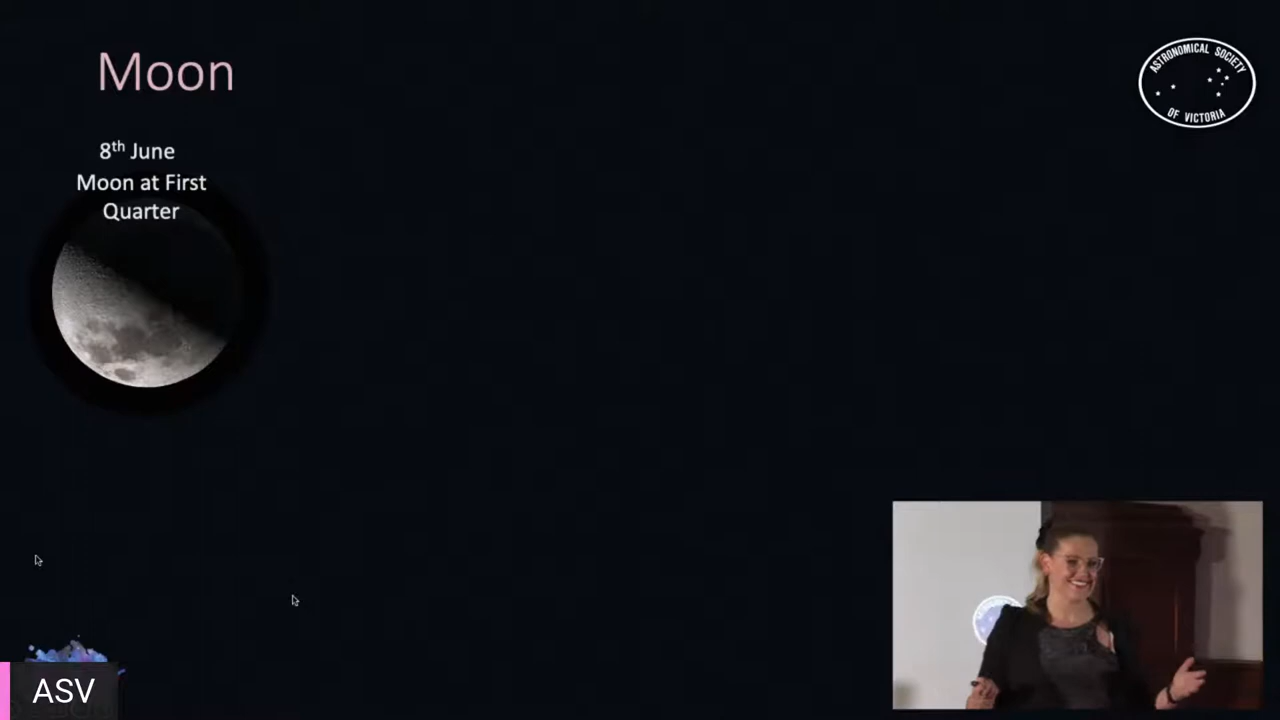 Moon
ASTRONOMICAL SOCIETY
OF VICTORIA
8th June
Moon at First
Quarter
ASV